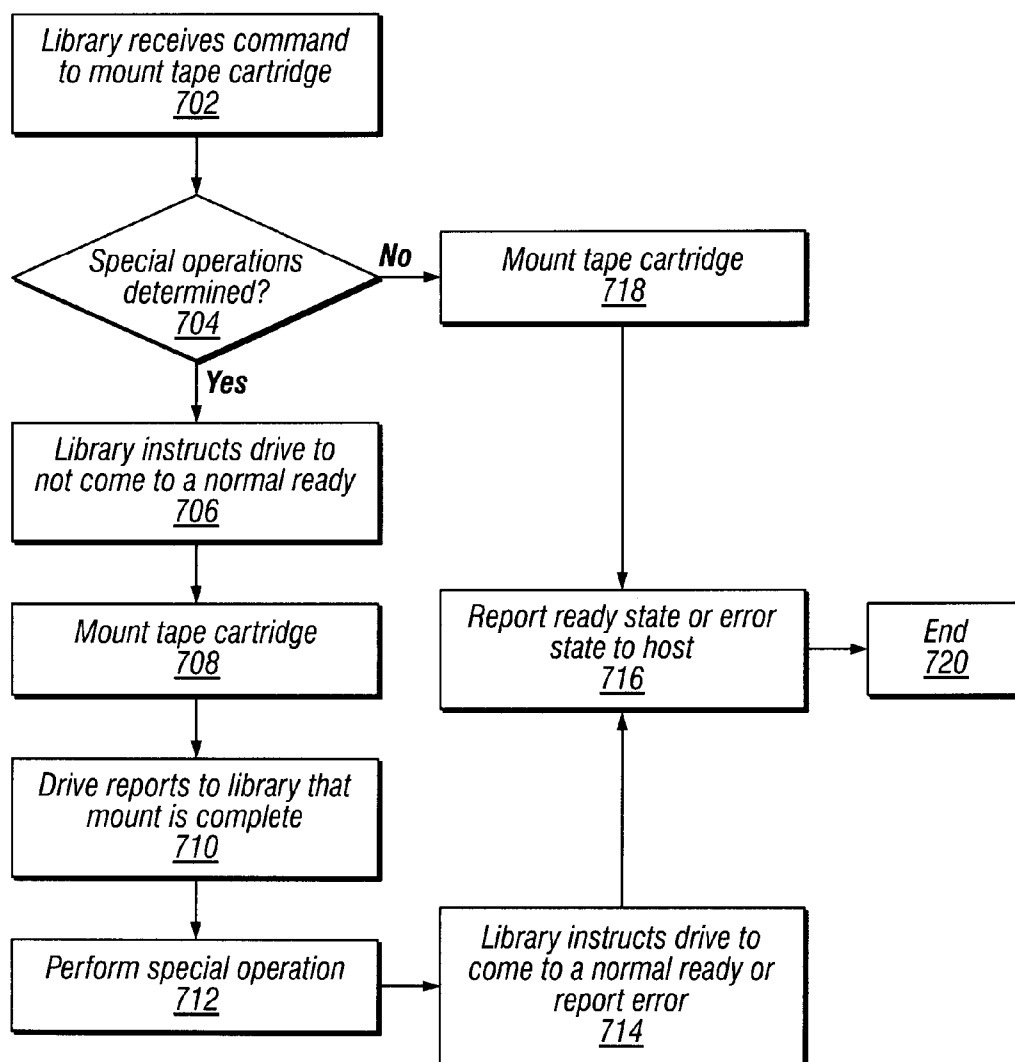 Library receives command
to mount tape cartridge
702
Special operations
determined?
704
No
Mount tape cartridge
718
Yes
Library instructs drive to
not come to a normal ready
706
Mount tape cartridge
708
Report ready state or error
state to host
716
End
720
Drive reports to library that
mount is complete
710
Perform special operation
712
Library instructs drive to
come to a normal ready or
report error
714